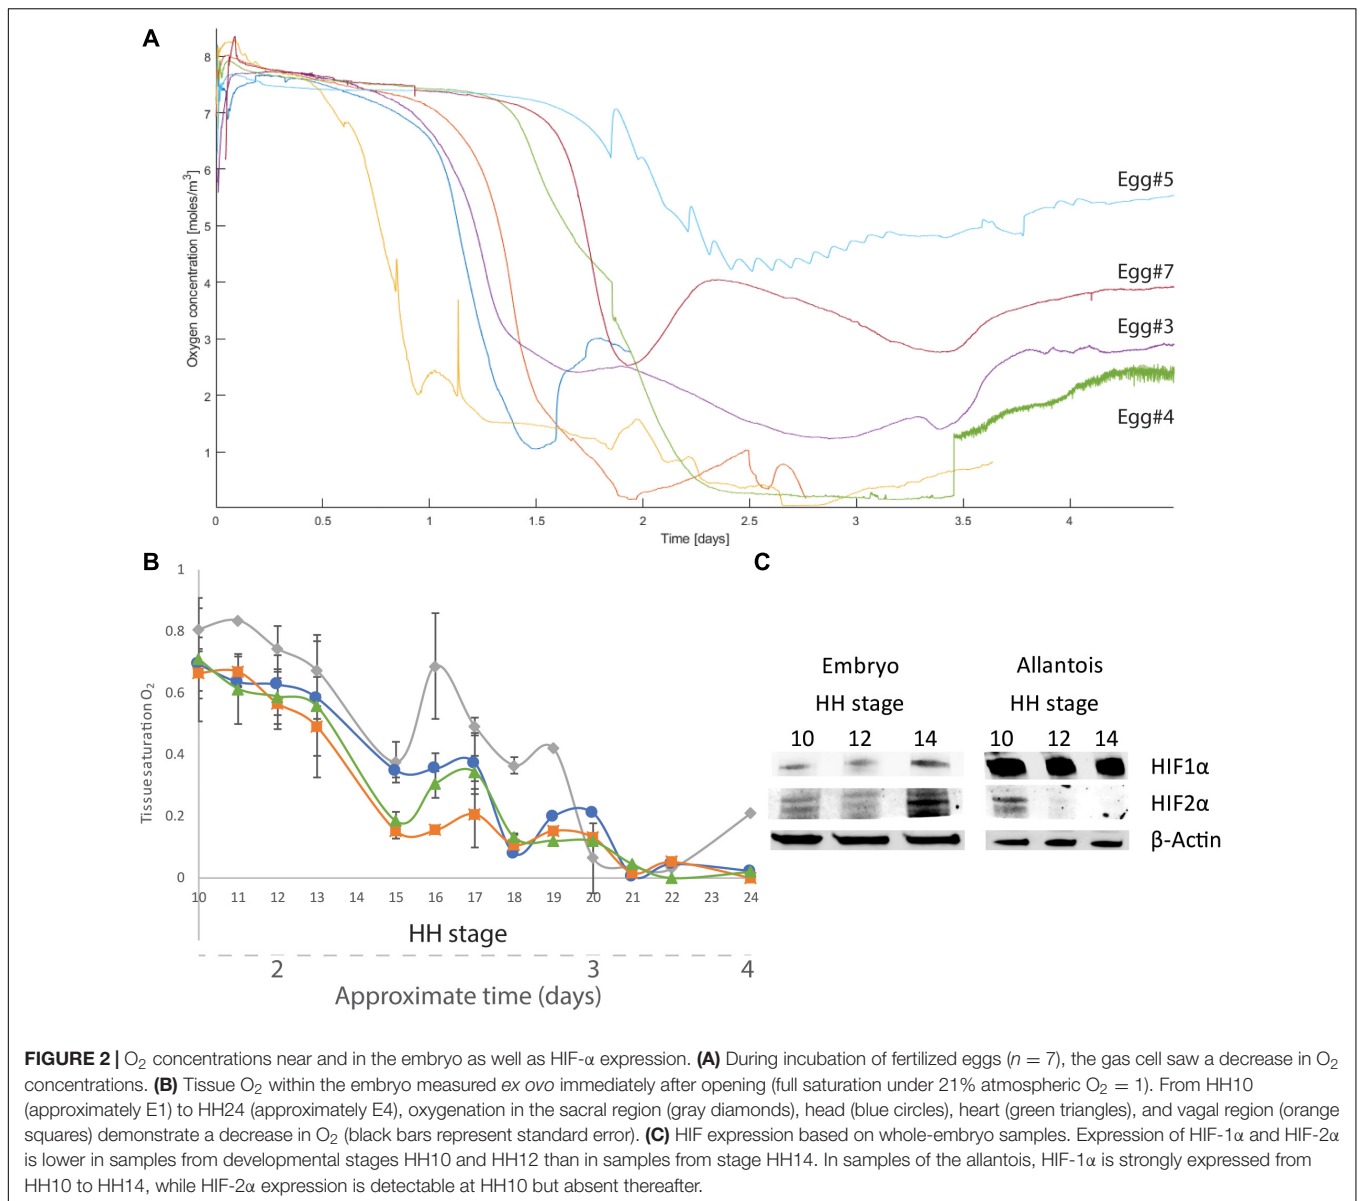 A
8
7
6
5
4
3
2
1
Oxygen concentration [moles/m³]
Egg#5
Egg#7
Egg#3
Egg#4
0 0.5 1 1.5 2 2.5 3 3.5 4
Time [days]
B
1
0.8
0.6
0.4
0.2
0
Tissue saturation O₂
10 11 12 13 14 15 16 17 18 19 20 21 22 23 24
HH stage
2 3 4
Approximate time (days)
C
Embryo Allantois
HH stage HH stage
10 12 14 10 12 14
HIF1α
HIF2α
β-Actin
FIGURE 2 | O₂ concentrations near and in the embryo as well as HIF-α expression. (A) During incubation of fertilized eggs (n = 7), the gas cell saw a decrease in O₂
concentrations. (B) Tissue O₂ within the embryo measured ex ovo immediately after opening (full saturation under 21% atmospheric O₂ = 1). From HH10
(approximately E1) to HH24 (approximately E4), oxygenation in the sacral region (gray diamonds), head (blue circles), heart (green triangles), and vagal region (orange
squares) demonstrate a decrease in O₂ (black bars represent standard error). (C) HIF expression based on whole-embryo samples. Expression of HIF-1α and HIF-2α
is lower in samples from developmental stages HH10 and HH12 than in samples from stage HH14. In samples of the allantois, HIF-1α is strongly expressed from
HH10 to HH14, while HIF-2α expression is detectable at HH10 but absent thereafter.